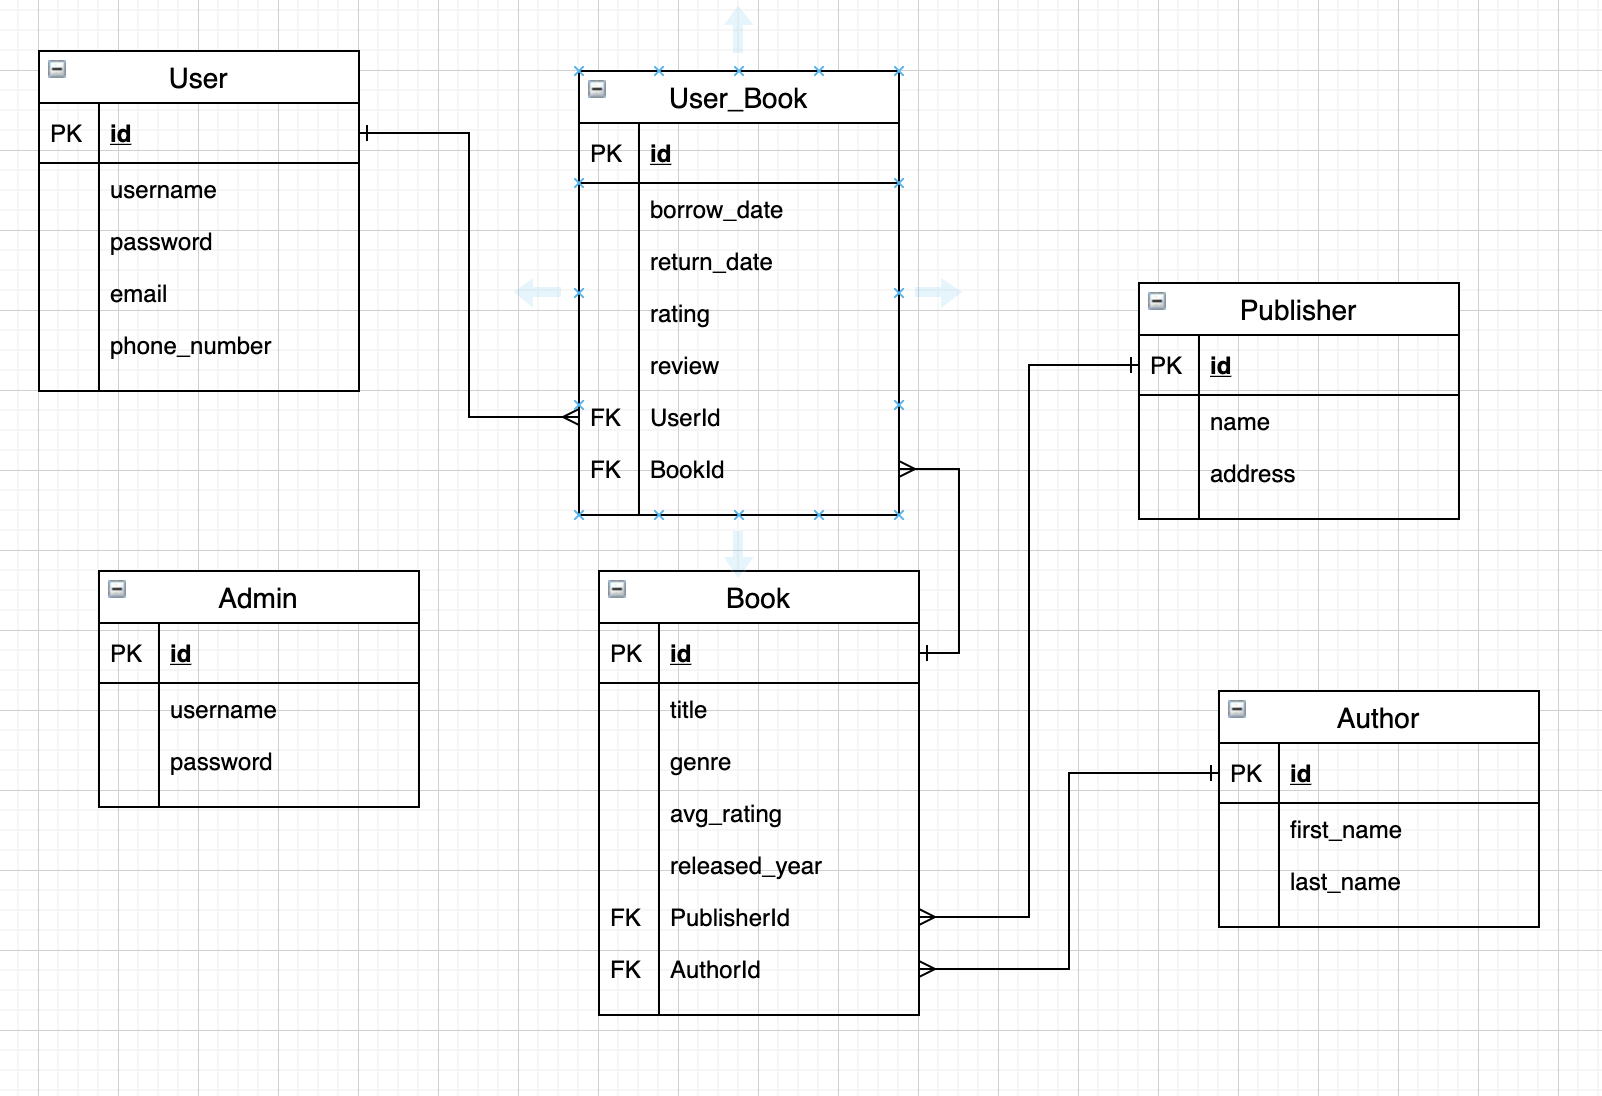 User
PK id
username
password
email
phone_number
User_Book
PK id
borrow_date
return_date
rating
review
FK UserId
FK BookId
Publisher
PK id
name
address
Admin
PK id
username
password
Book
PK id
title
genre
avg_rating
released_year
FK PublisherId
FK AuthorId
Author
PK id
first_name
last_name